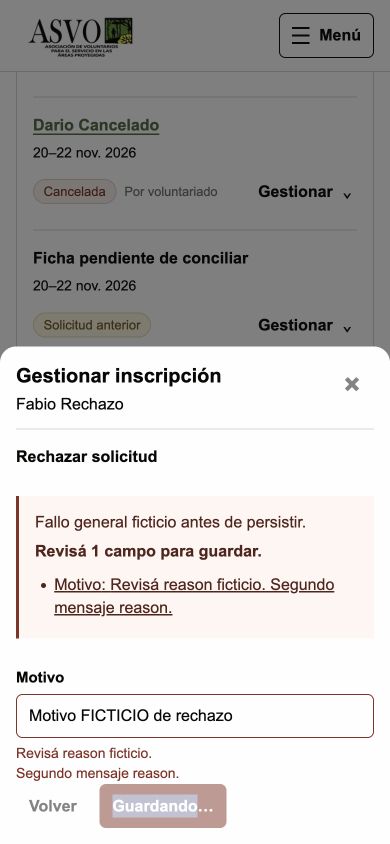 ASVO
ASOCIACIÓN DE VOLUNTARIOS
PARA EL SERVICIO EN LAS
ÁREAS PROTEGIDAS
Menú
Dario Cancelado
20–22 nov. 2026
Cancelada Por voluntariado Gestionar
Ficha pendiente de conciliar
20–22 nov. 2026
Solicitud anterior Gestionar
Gestionar inscripción
Fabio Rechazo
Rechazar solicitud
Fallo general ficticio antes de persistir.
Revisá 1 campo para guardar.
• Motivo: Revisá reason ficticio. Segundo
mensaje reason.
Motivo
Motivo FICTICIO de rechazo
Revisá reason ficticio.
Segundo mensaje reason.
Volver Guardando…